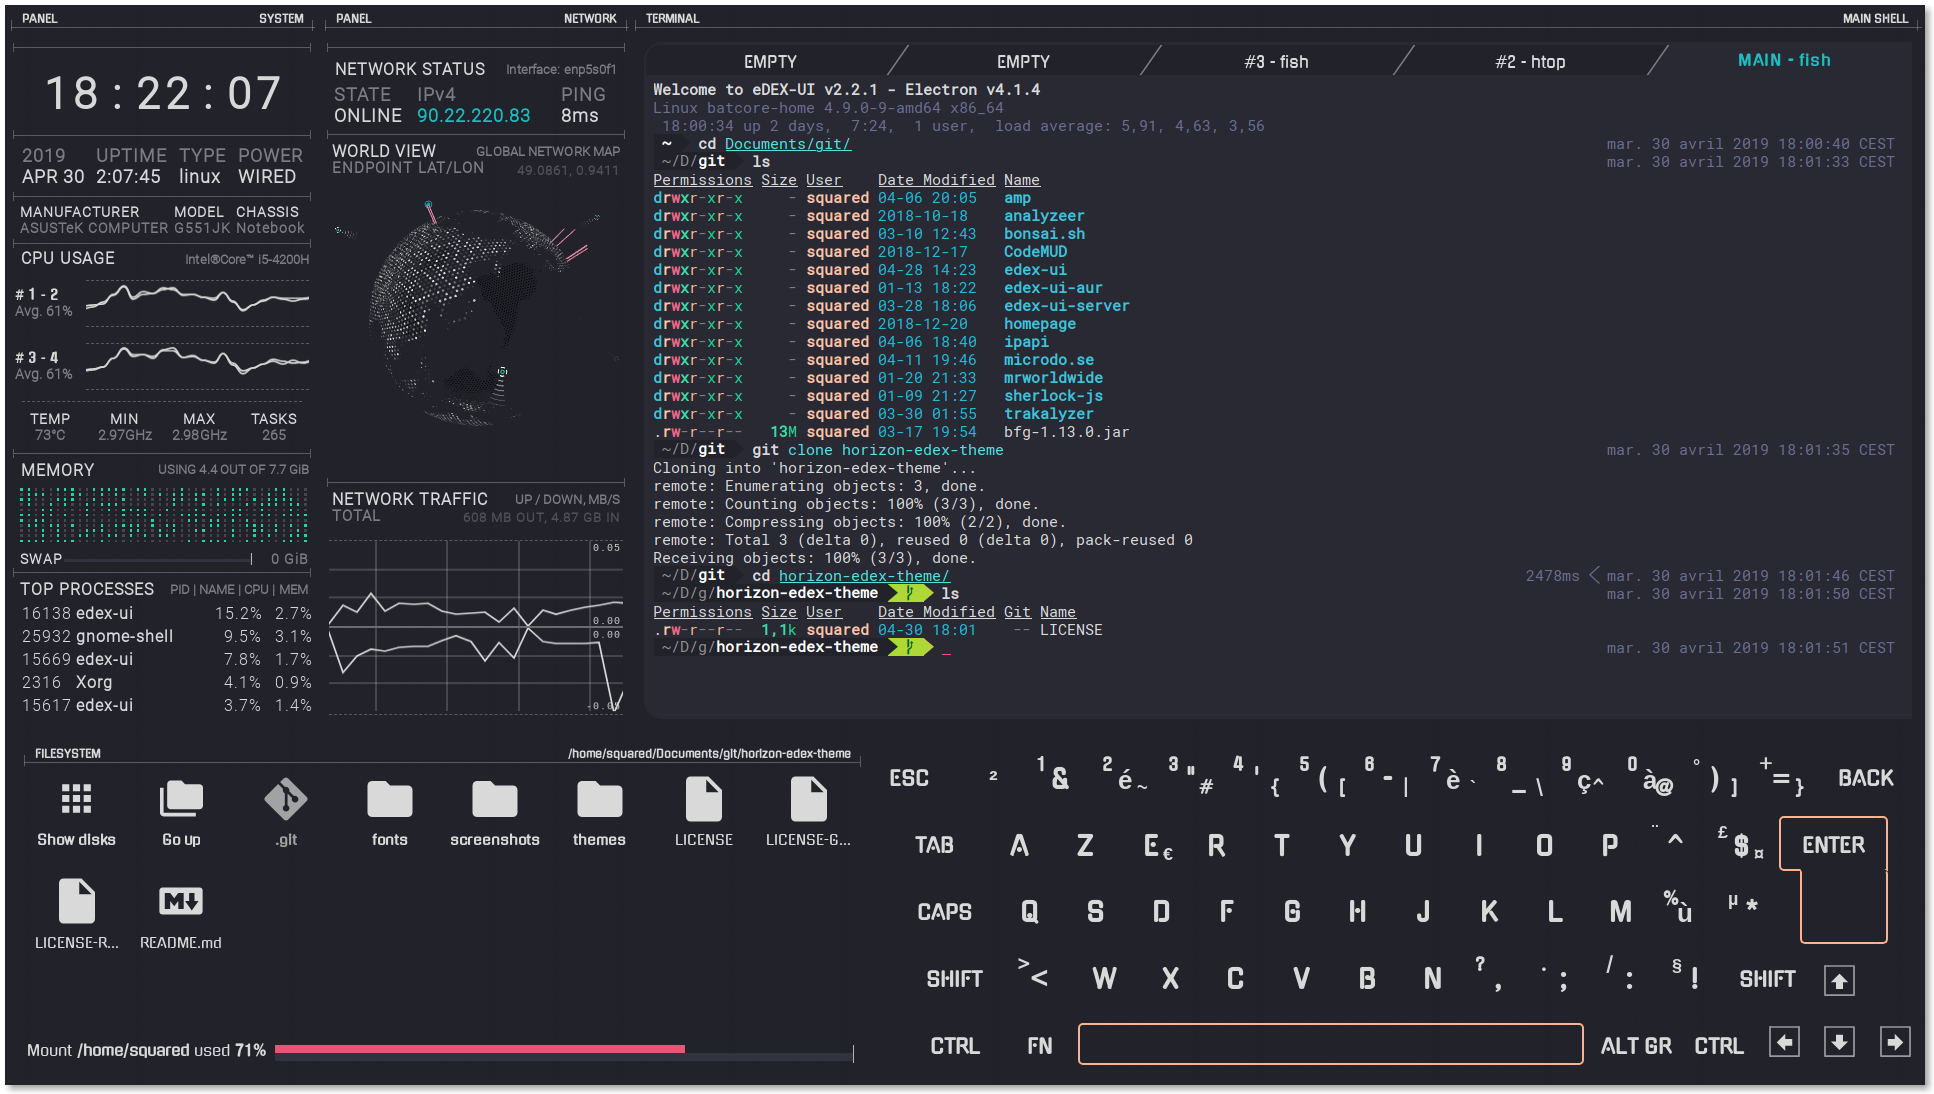 PANEL SYSTEM
18 : 22 : 07
2019 UPTIME TYPE POWER
APR 30 2:07:45 linux WIRED
MANUFACTURER MODEL CHASSIS
ASUSTeK COMPUTER G551JK Notebook
CPU USAGE Intel®Core™ i5-4200H
# 1 - 2
Avg. 61%
# 3 - 4
Avg. 61%
TEMP MIN MAX TASKS
73°C 2.97GHz 2.98GHz 265
MEMORY USING 4.4 OUT OF 7.7 GiB
SWAP 0 GiB
TOP PROCESSES PID | NAME | CPU | MEM
16138 edex-ui 15.2% 2.7%
25932 gnome-shell 9.5% 3.1%
15669 edex-ui 7.8% 1.7%
2316 Xorg 4.1% 0.9%
15617 edex-ui 3.7% 1.4%
PANEL NETWORK
NETWORK STATUS Interface: enp5s0f1
STATE IPv4 PING
ONLINE 90.22.220.83 8ms
WORLD VIEW GLOBAL NETWORK MAP
ENDPOINT LAT/LON 49.0861, 0.9411
NETWORK TRAFFIC UP / DOWN, MB/S
TOTAL 608 MB OUT, 4.87 GB IN
0.05
0.00
0.00
-0.05
TERMINAL MAIN SHELL
EMPTY EMPTY #3 - fish #2 - htop MAIN - fish
Welcome to eDEX-UI v2.2.1 - Electron v4.1.4
Linux batcore-home 4.9.0-9-amd64 x86_64
18:00:34 up 2 days, 7:24, 1 user, load average: 5,91, 4,63, 3,56
~ cd Documents/git/ mar. 30 avril 2019 18:00:40 CEST
~/D/git ls mar. 30 avril 2019 18:01:33 CEST
Permissions Size User Date Modified Name
drwxr-xr-x - squared 04-06 20:05 amp
drwxr-xr-x - squared 2018-10-18 analyzeer
drwxr-xr-x - squared 03-10 12:43 bonsai.sh
drwxr-xr-x - squared 2018-12-17 CodeMUD
drwxr-xr-x - squared 04-28 14:23 edex-ui
drwxr-xr-x - squared 01-13 18:22 edex-ui-aur
drwxr-xr-x - squared 03-28 18:06 edex-ui-server
drwxr-xr-x - squared 2018-12-20 homepage
drwxr-xr-x - squared 04-06 18:40 ipapi
drwxr-xr-x - squared 04-11 19:46 microdo.se
drwxr-xr-x - squared 01-20 21:33 mrworldwide
drwxr-xr-x - squared 01-09 21:27 sherlock-js
drwxr-xr-x - squared 03-30 01:55 trakalyzer
.rw-r--r-- 13M squared 03-17 19:54 bfg-1.13.0.jar
~/D/git git clone horizon-edex-theme mar. 30 avril 2019 18:01:35 CEST
Cloning into 'horizon-edex-theme'...
remote: Enumerating objects: 3, done.
remote: Counting objects: 100% (3/3), done.
remote: Compressing objects: 100% (2/2), done.
remote: Total 3 (delta 0), reused 0 (delta 0), pack-reused 0
Receiving objects: 100% (3/3), done.
~/D/git cd horizon-edex-theme/ 2478ms mar. 30 avril 2019 18:01:46 CEST
~/D/g/horizon-edex-theme ls mar. 30 avril 2019 18:01:50 CEST
Permissions Size User Date Modified Git Name
.rw-r--r-- 1,1k squared 04-30 18:01 -- LICENSE
~/D/g/horizon-edex-theme _ mar. 30 avril 2019 18:01:51 CEST
FILESYSTEM /home/squared/Documents/git/horizon-edex-theme
Show disks Go up .git fonts screenshots themes LICENSE LICENSE-G...
LICENSE-R... README.md
Mount /home/squared used 71%
ESC ² 1 & 2 é ~ 3 " # 4 ' { 5 ( [ 6 - | 7 è ` 8 _ \ 9 ç ^ 0 à @ ° ) ] + = } BACK
TAB A Z E € R T Y U I O P ¨ ^ £ $ ¤ ENTER
CAPS Q S D F G H J K L M % ù µ *
SHIFT > < W X C V B N ? , . ; / : § ! SHIFT
CTRL FN ALT GR CTRL